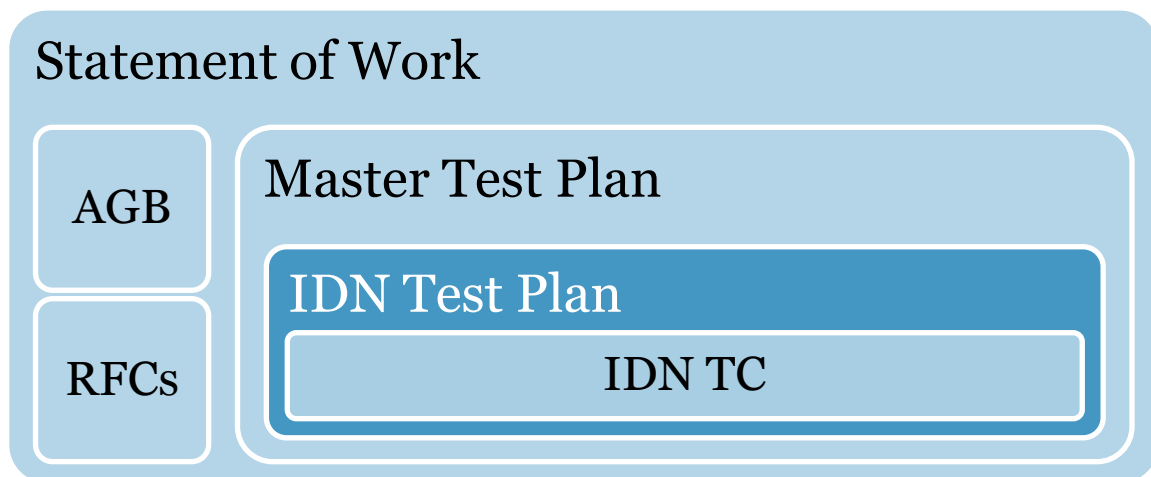 Statement of Work
AGB
RFCs
Master Test Plan
IDN Test Plan
IDN TC